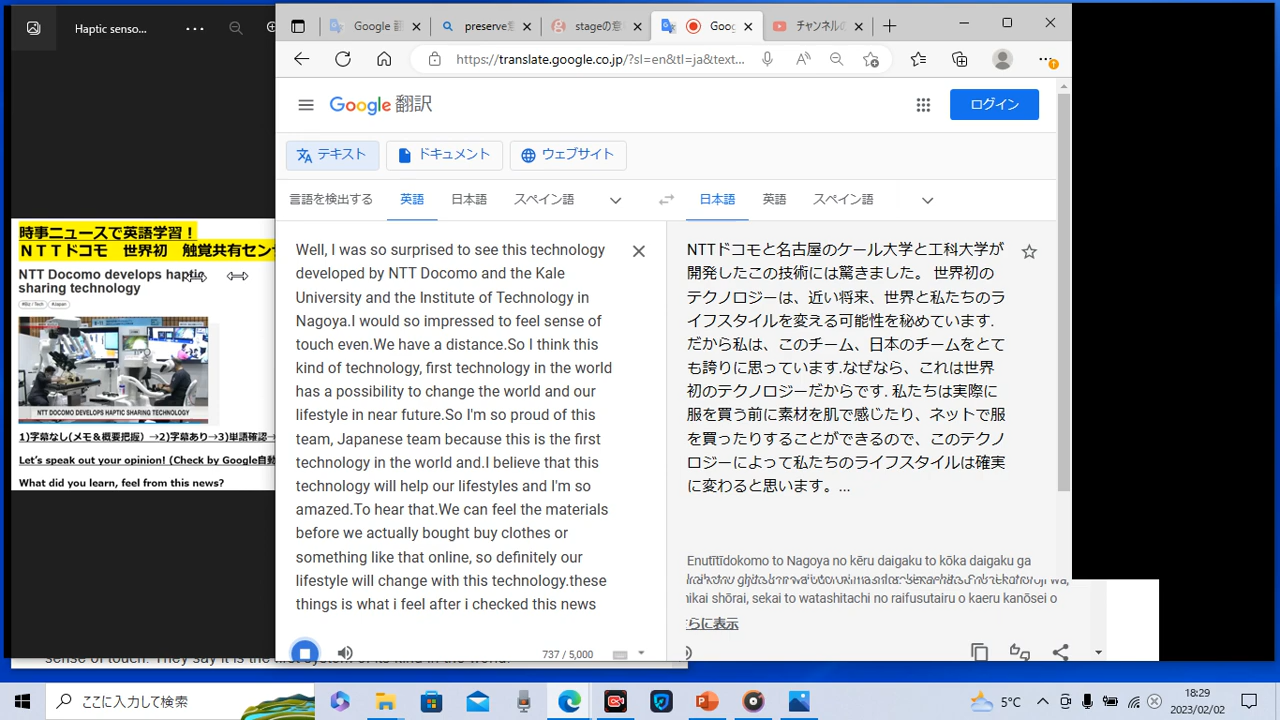 Haptic senso...
Google 翻
preserve意
stageの意
Goog
チャンネルの
https://translate.google.co.jp/?sl=en&tl=ja&text...
Google 翻訳
ログイン
テキスト
ドキュメント
ウェブサイト
言語を検出する 英語 日本語 スペイン語
日本語 英語 スペイン語
時事ニュースで英語学習!
NTTドコモ 世界初 触覚共有セン
NTT Docomo develops haptic
sharing technology
#Biz / Tech #Japan
NTT DOCOMO DEVELOPS HAPTIC SHARING TECHNOLOGY
1)字幕なし(メモ&概要把握) →2)字幕あり→3)単語確認→
Let's speak out your opinion! (Check by Google自動
What did you learn, feel from this news?
Well, I was so surprised to see this technology
developed by NTT Docomo and the Kale
University and the Institute of Technology in
Nagoya.I would so impressed to feel sense of
touch even.We have a distance.So I think this
kind of technology, first technology in the world
has a possibility to change the world and our
lifestyle in near future.So I'm so proud of this
team, Japanese team because this is the first
technology in the world and.I believe that this
technology will help our lifestyles and I'm so
amazed.To hear that.We can feel the materials
before we actually bought buy clothes or
something like that online, so definitely our
lifestyle will change with this technology.these
things is what i feel after i checked this news
737 / 5,000
NTTドコモと名古屋のケール大学と工科大学が
開発したこの技術には驚きました。 世界初の
テクノロジーは、近い将来、世界と私たちのラ
イフスタイルを変える可能性を秘めています.
だから私は、このチーム、日本のチームをとて
も誇りに思っています.なぜなら、これは世界
初のテクノロジーだからです. 私たちは実際に
服を買う前に素材を肌で感じたり、ネットで服
を買ったりすることができるので、このテクノ
ロジーによって私たちのライフスタイルは確実
に変わると思います。...
Enutītīdokomo to Nagoya no kēru daigaku to kōka daigaku ga
nikai shōrai, sekai to watashitachi no raifusutairu o kaeru kanōsei o
らに表示
sense of touch. They say it is the first system of its kind in the world.
ここに入力して検索
5°C
18:29
2023/02/02